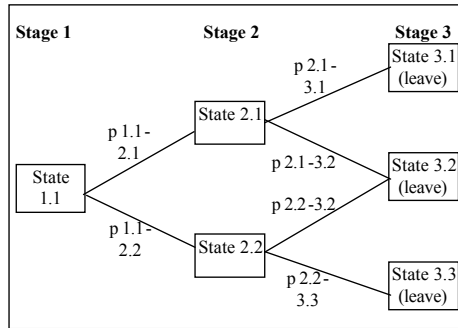 Stage 1
Stage 2
Stage 3
State 3.1
(leave)
p 2.1-
3.1
State 2.1
p 1.1-
2.1
p 2.1-3.2
State
1.1
State 3.2
(leave)
p 2.2-3.2
p 1.1-
2.2
State 2.2
p 2.2-
3.3
State 3.3
(leave)